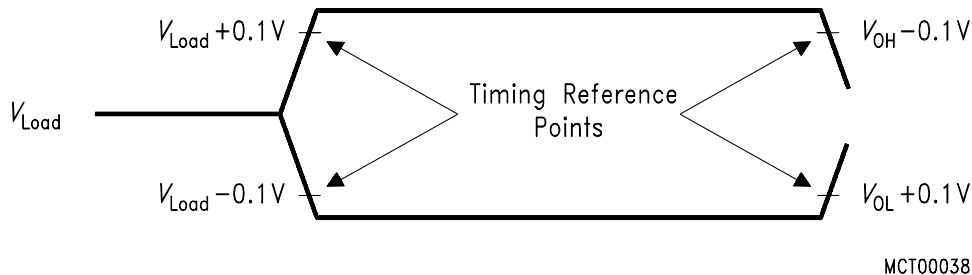 V_Load +0.1V
V_OH −0.1V
Timing Reference
Points
V_Load
V_Load −0.1V
V_OL +0.1V
MCT00038